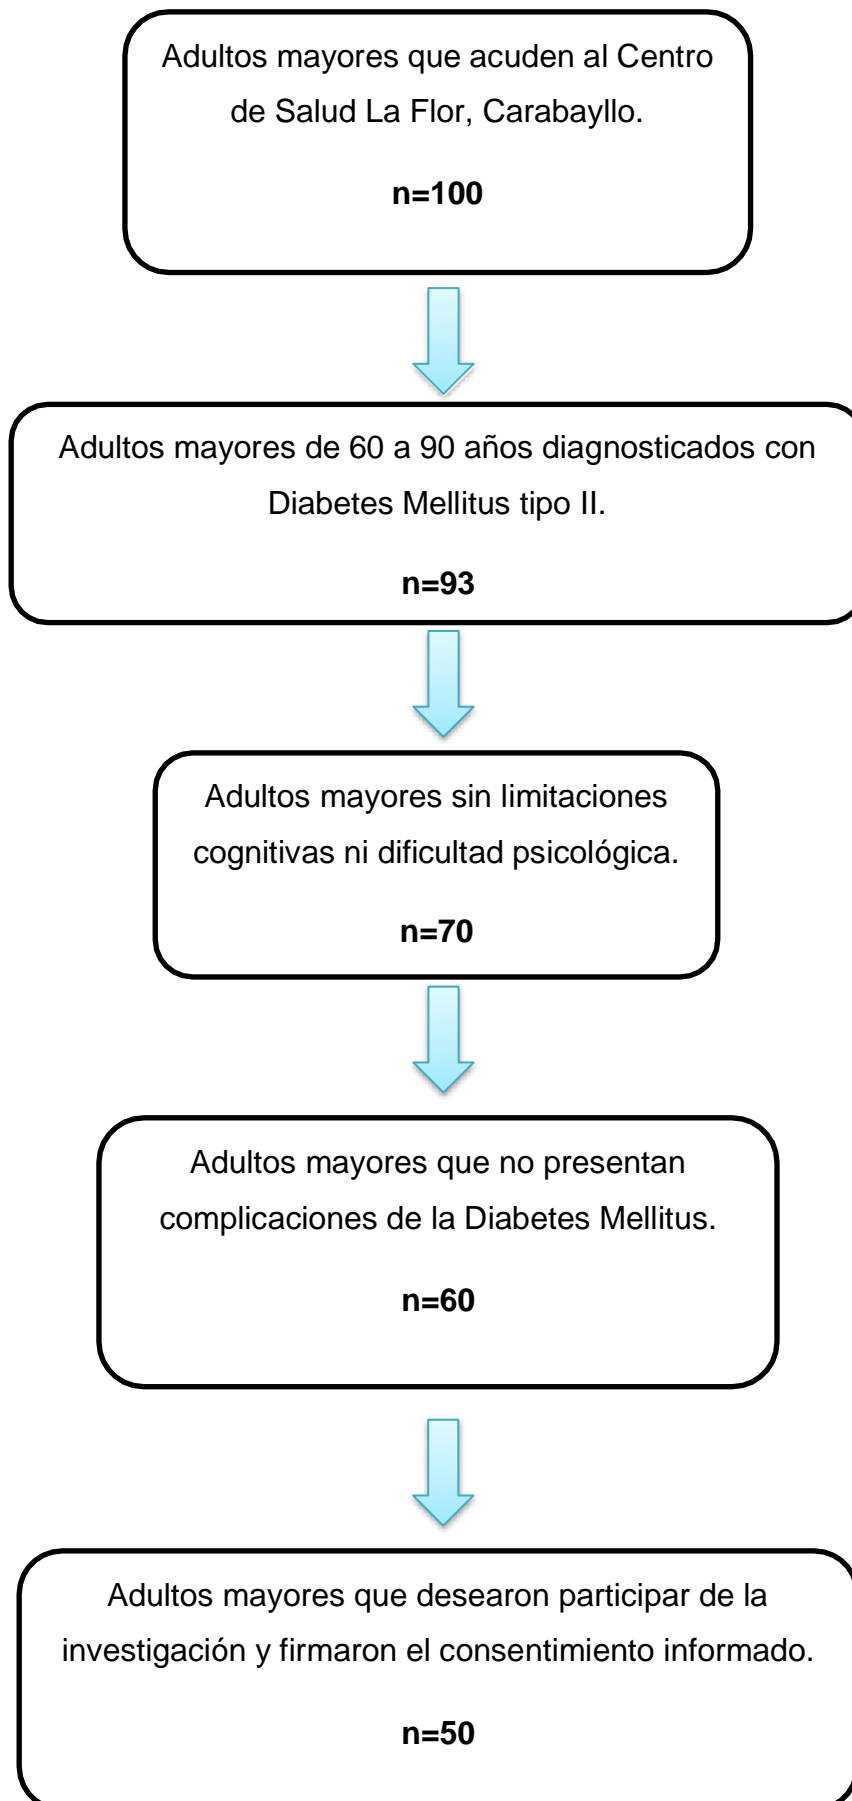 Adultos mayores que acuden al Centro
de Salud La Flor, Carabayllo.
n=100
Adultos mayores de 60 a 90 años diagnosticados con
Diabetes Mellitus tipo II.
n=93
Adultos mayores sin limitaciones
cognitivas ni dificultad psicológica.
n=70
Adultos mayores que no presentan
complicaciones de la Diabetes Mellitus.
n=60
Adultos mayores que desearon participar de la
investigación y firmaron el consentimiento informado.
n=50